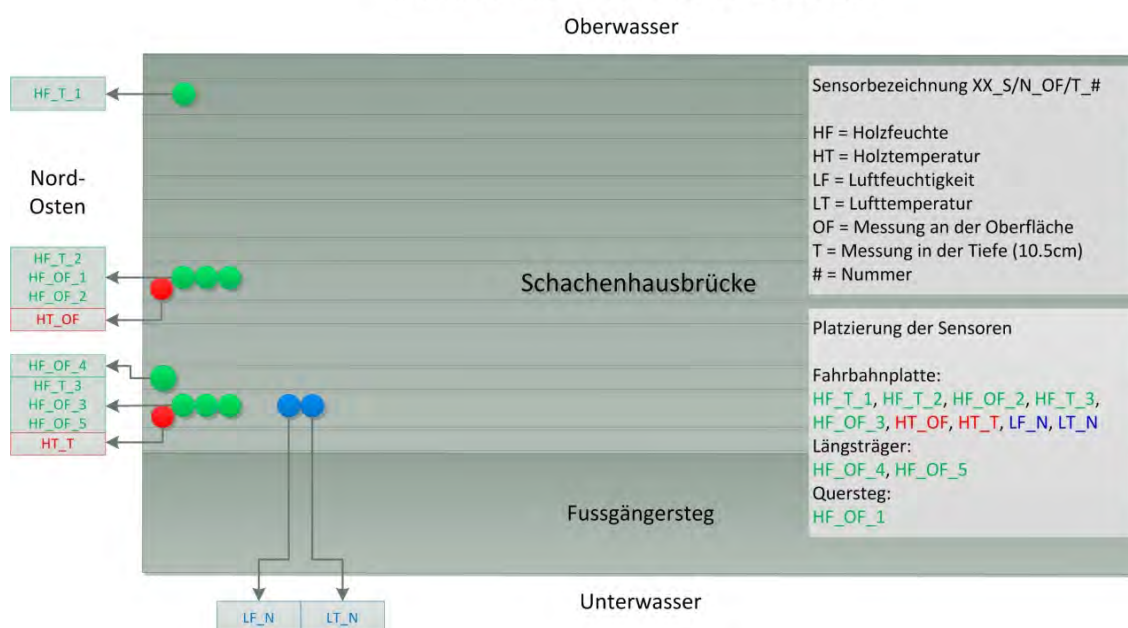 Oberwasser
HF_T_1
Nord-
Osten
HF_T_2
HF_OF_1
HF_OF_2
HT_OF
HF_OF_4
HF_T_3
HF_OF_3
HF_OF_5
HT_T
Schachenhausbrücke
Fussgängersteg
LF_N
LT_N
Unterwasser
Sensorbezeichnung XX_S/N_OF/T_#
HF = Holzfeuchte
HT = Holztemperatur
LF = Luftfeuchtigkeit
LT = Lufttemperatur
OF = Messung an der Oberfläche
T = Messung in der Tiefe (10.5cm)
# = Nummer
Platzierung der Sensoren
Fahrbahnplatte:
HF_T_1, HF_T_2, HF_OF_2, HF_T_3,
HF_OF_3, HT_OF, HT_T, LF_N, LT_N
Längsträger:
HF_OF_4, HF_OF_5
Quersteg:
HF_OF_1